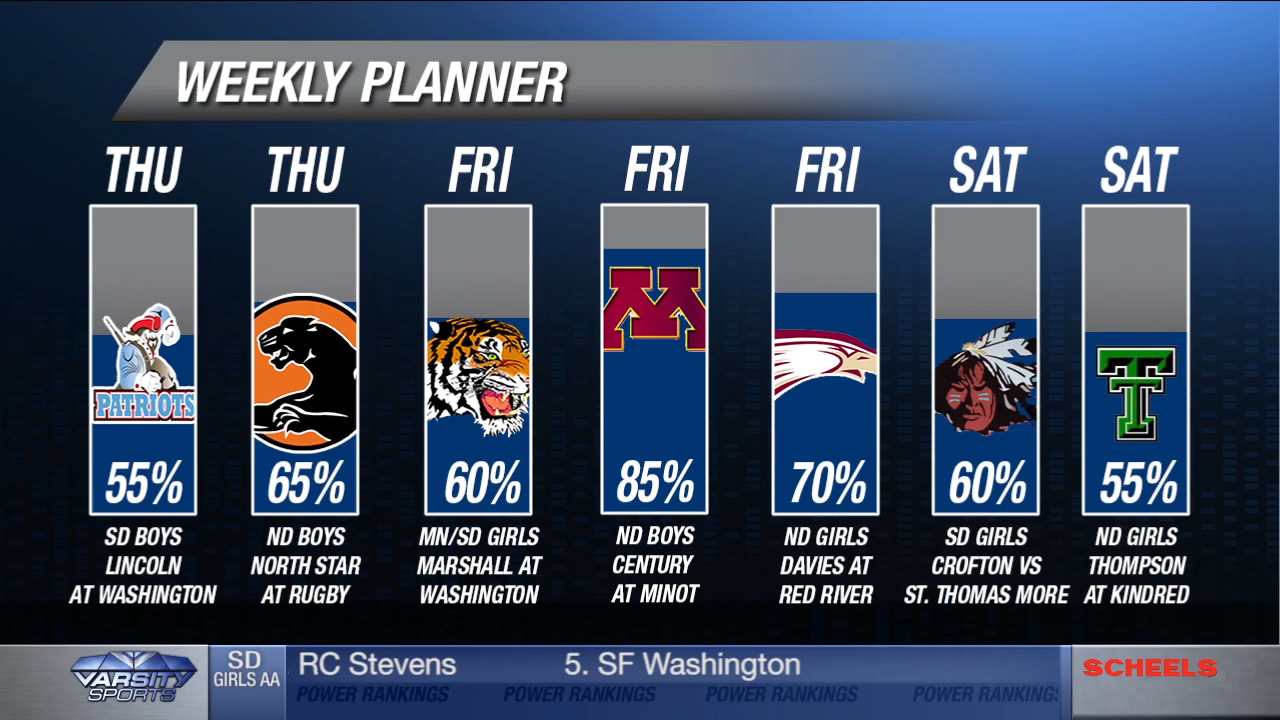 WEEKLY PLANNER
THU
THU
FRI
FRI
FRI
SAT
SAT
PATRIOTS
M
T
55%
65%
60%
85%
70%
60%
55%
SD BOYS
LINCOLN
AT WASHINGTON
ND BOYS
NORTH STAR
AT RUGBY
MN/SD GIRLS
MARSHALL AT
WASHINGTON
ND BOYS
CENTURY
AT MINOT
ND GIRLS
DAVIES AT
RED RIVER
SD GIRLS
CROFTON VS
ST. THOMAS MORE
ND GIRLS
THOMPSON
AT KINDRED
VARSITY
SPORTS
SD
GIRLS AA
RC Stevens 5. SF Washington
POWER RANKINGS POWER RANKINGS POWER RANKINGS POWER RANKINGS
SCHEELS